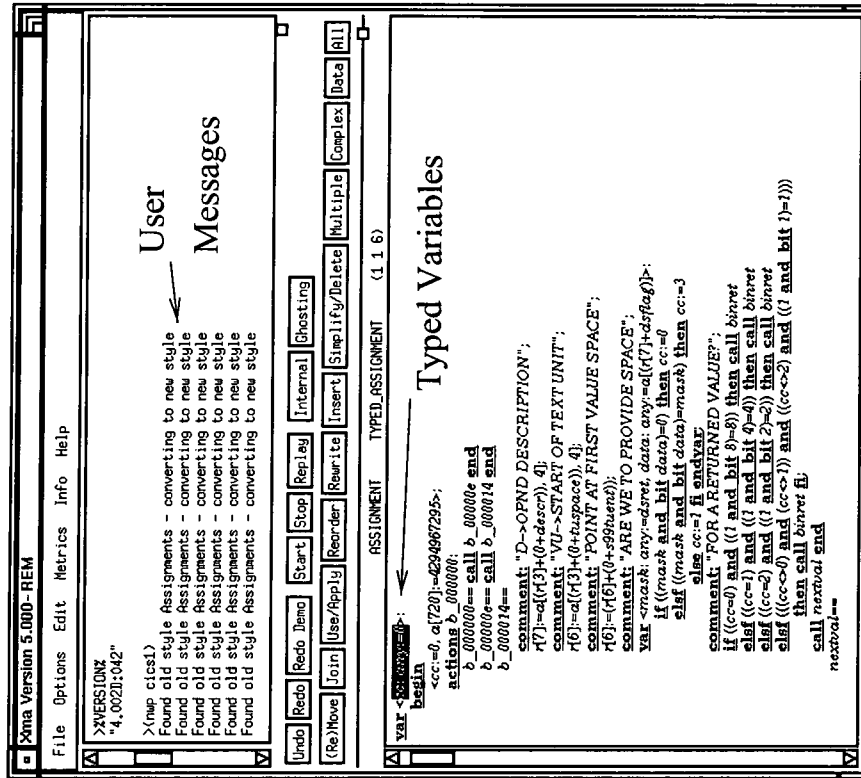 Xma Version 5.000- REM
File Options Edit Metrics Info Help
>%VERSION%
"4.002D:042"
>(nwp cics1)
Found old style Assignments - converting to new style
Found old style Assignments - converting to new style
Found old style Assignments - converting to new style
Found old style Assignments - converting to new style
Found old style Assignments - converting to new style
Found old style Assignments - converting to new style
User
Messages
Undo Redo Redo Demo Start Stop Replay Internal Ghosting
(Re)Move Join Use/Apply Reorder Rewrite Insert Simplify/Delete Multiple Complex Data All
ASSIGNMENT TYPED_ASSIGNMENT (1 1 6)
Typed Variables
var < >:
begin
<cc:=0, a[720]:=4294967295>;
actions b_000000:
b_000000== call b_00000e end
b_00000e== call b_000014 end
b_000014==
comment: "D->OPND DESCRIPTION";
r[7]:=a[(r[3]+(0+descr)), 4];
comment: "VU->START OF TEXT UNIT";
r[6]:=a[(r[3]+(0+tuspace)), 4];
comment: "POINT AT FIRST VALUE SPACE";
r[6]:=(r[6]+(0+s99tuent));
comment: "ARE WE TO PROVIDE SPACE";
var <mask: any:=dsret, data: any:=a[(r[7]+dsflag)]>:
if ((mask and bit data)=0) then cc:=0
elsf ((mask and bit data)=mask) then cc:=3
else cc:=1 fi endvar;
comment: "FOR A RETURNED VALUE?";
if ((cc=0) and ((1 and bit 8)=8)) then call binret
elsf ((cc=1) and ((1 and bit 4)=4)) then call binret
elsf ((cc=2) and ((1 and bit 2)=2)) then call binret
elsf (((cc<>0) and (cc<>1)) and ((cc<>2) and ((1 and bit 1)=1)))
then call binret fi;
call nextval end
nextval==